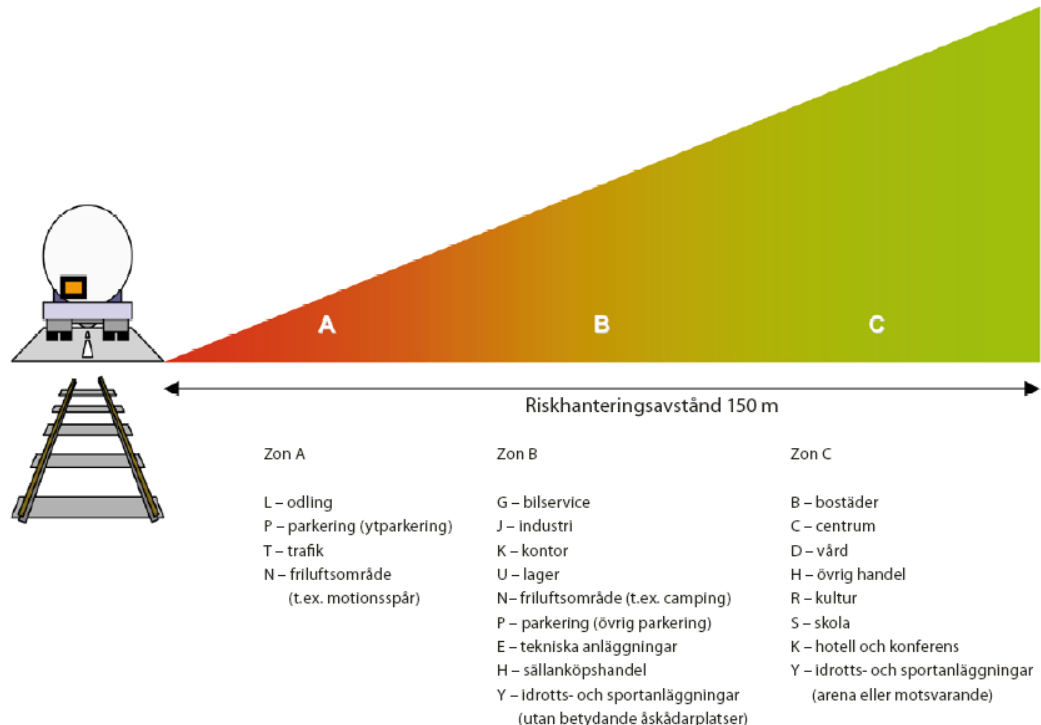 A
B
C
Riskhanteringsavstånd 150 m
Zon A
L – odling
P – parkering (ytparkering)
T – trafik
N – friluftsområde
(t.ex. motionsspår)
Zon B
G – bilservice
J – industri
K – kontor
U – lager
N – friluftsområde (t.ex. camping)
P – parkering (övrig parkering)
E – tekniska anläggningar
H – sällanköpshandel
Y – idrotts- och sportanläggningar
(utan betydande åskådarplatser)
Zon C
B – bostäder
C – centrum
D – vård
H – övrig handel
R – kultur
S – skola
K – hotell och konferens
Y – idrotts- och sportanläggningar
(arena eller motsvarande)